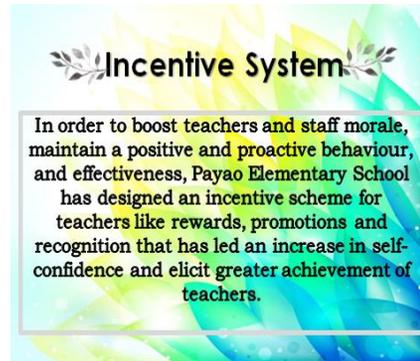 Incentive System
In order to boost teachers and staff morale,
maintain a positive and proactive behaviour,
and effectiveness, Payao Elementary School
has designed an incentive scheme for
teachers like rewards, promotions and
recognition that has led an increase in self-
confidence and elicit greater achievement of
teachers.